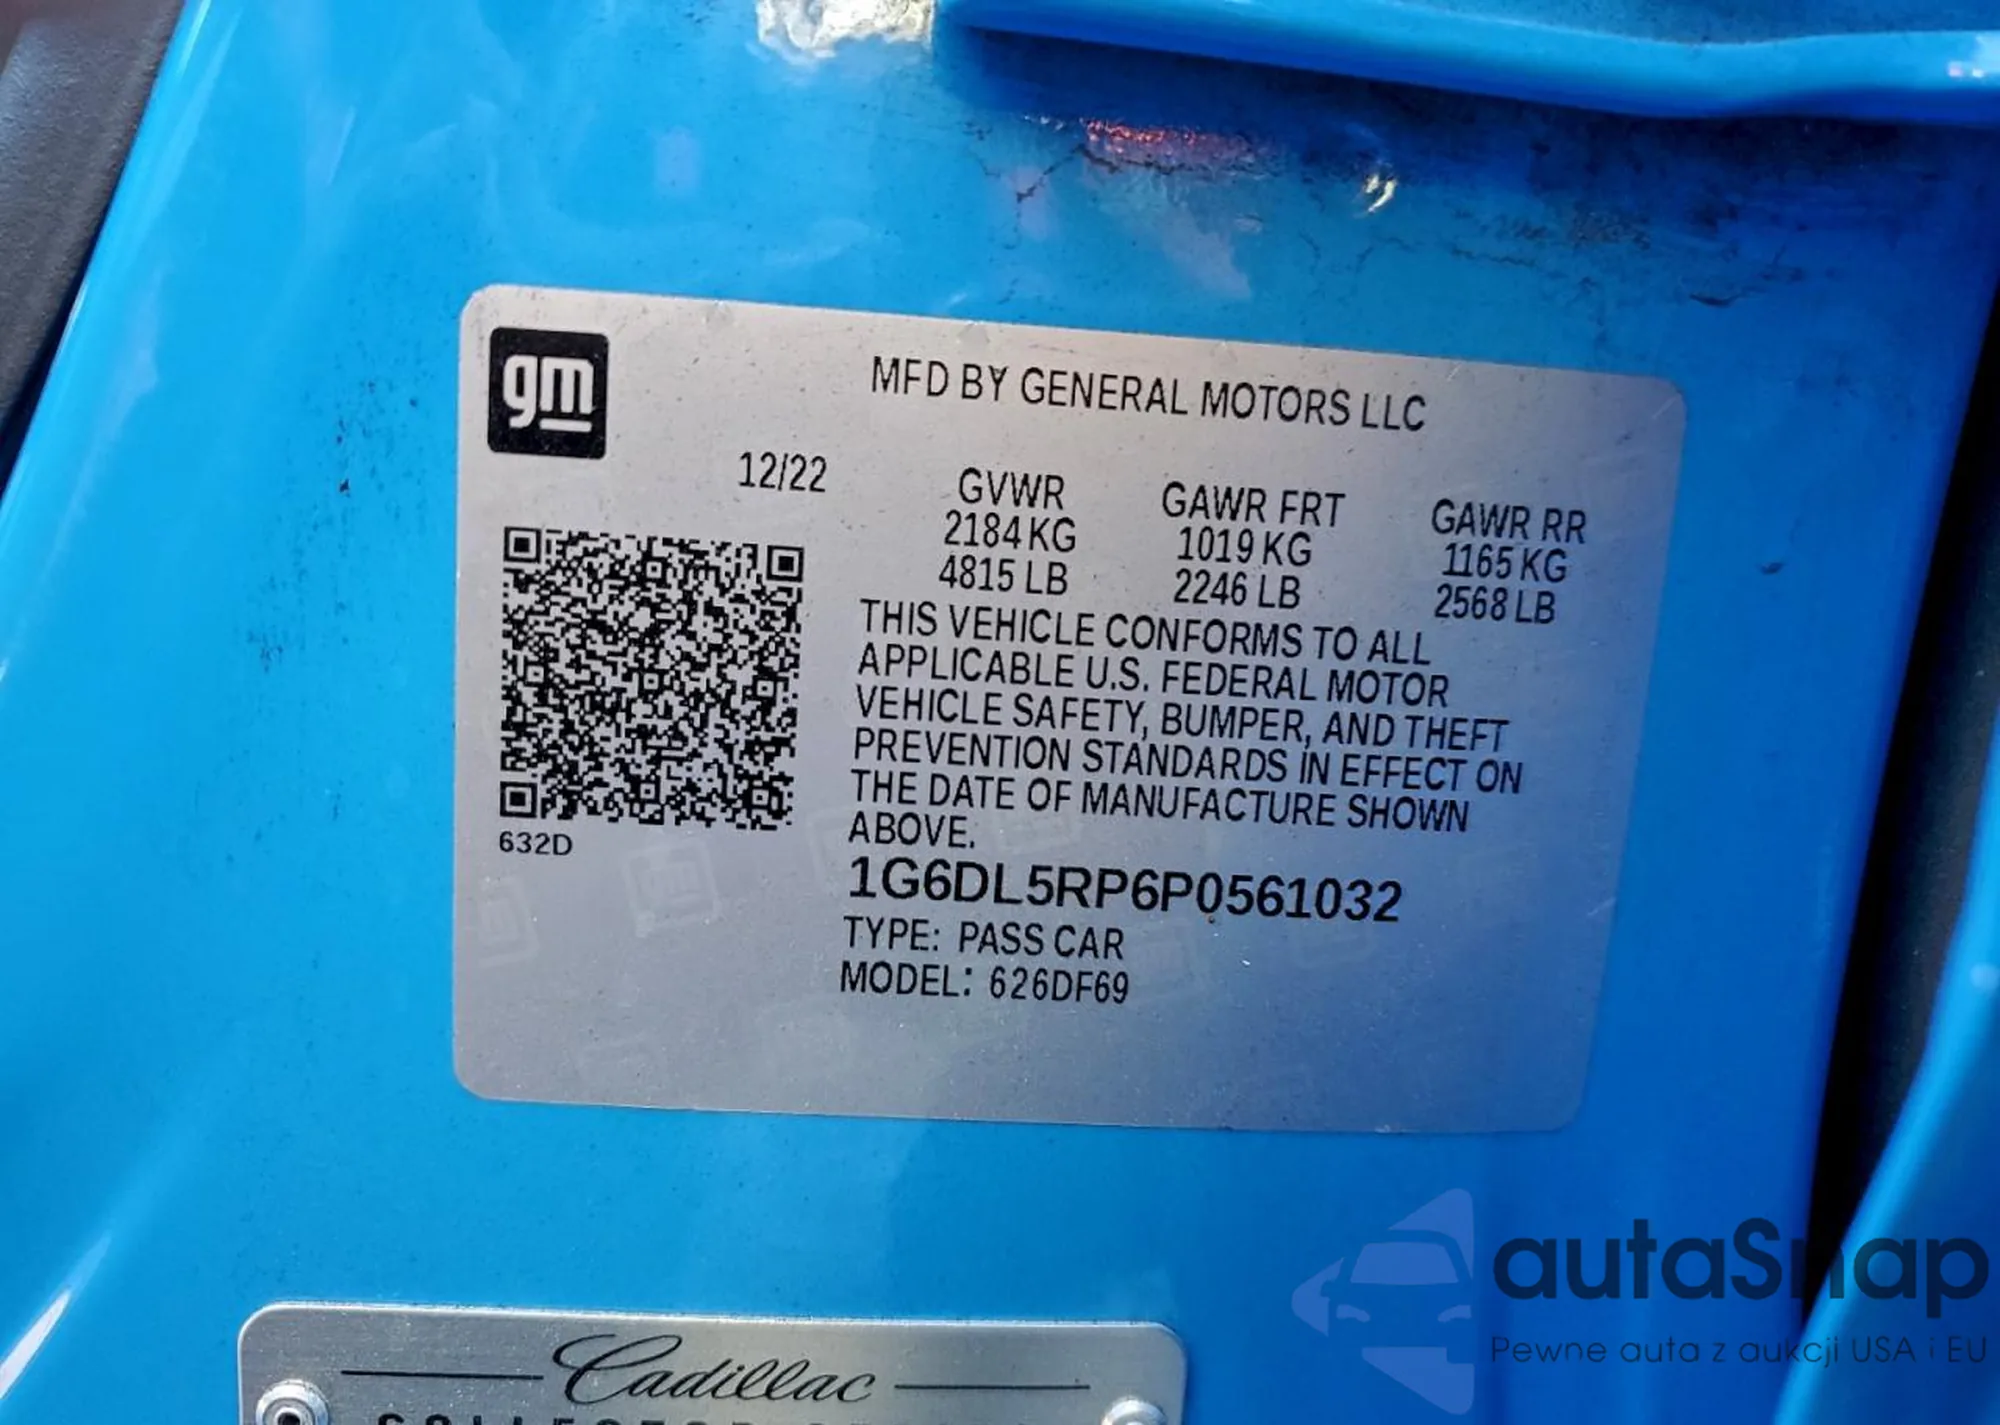 gm
MFD BY GENERAL MOTORS LLC
12/22
GVWR GAWR FRT GAWR RR
2184 KG 1019 KG 1165 KG
4815 LB 2246 LB 2568 LB
THIS VEHICLE CONFORMS TO ALL
APPLICABLE U.S. FEDERAL MOTOR
VEHICLE SAFETY, BUMPER, AND THEFT
PREVENTION STANDARDS IN EFFECT ON
THE DATE OF MANUFACTURE SHOWN
ABOVE.
632D
1G6DL5RP6P0561032
TYPE: PASS CAR
MODEL: 626DF69
autaSnap
Pewne auta z aukcji USA i EU
Cadillac